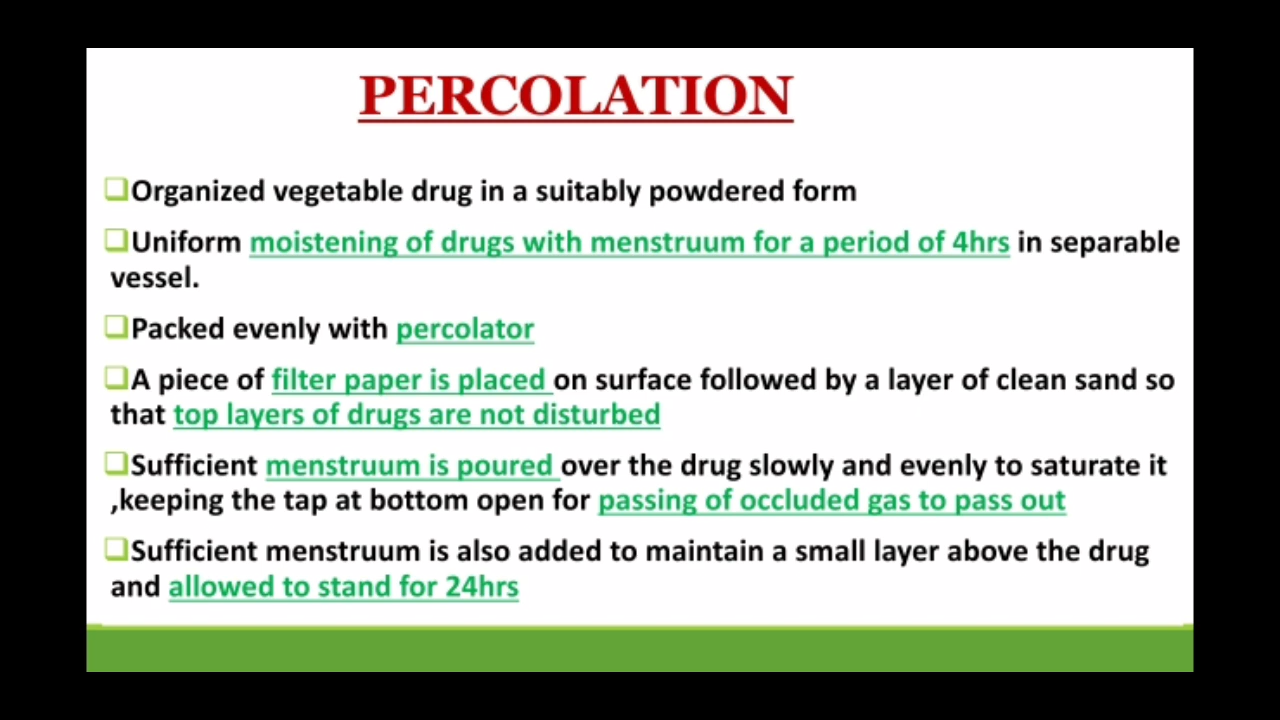 PERCOLATION
Organized vegetable drug in a suitably powdered form
Uniform moistening of drugs with menstruum for a period of 4hrs in separable
vessel.
Packed evenly with percolator
A piece of filter paper is placed on surface followed by a layer of clean sand so
that top layers of drugs are not disturbed
Sufficient menstruum is poured over the drug slowly and evenly to saturate it
,keeping the tap at bottom open for passing of occluded gas to pass out
Sufficient menstruum is also added to maintain a small layer above the drug
and allowed to stand for 24hrs